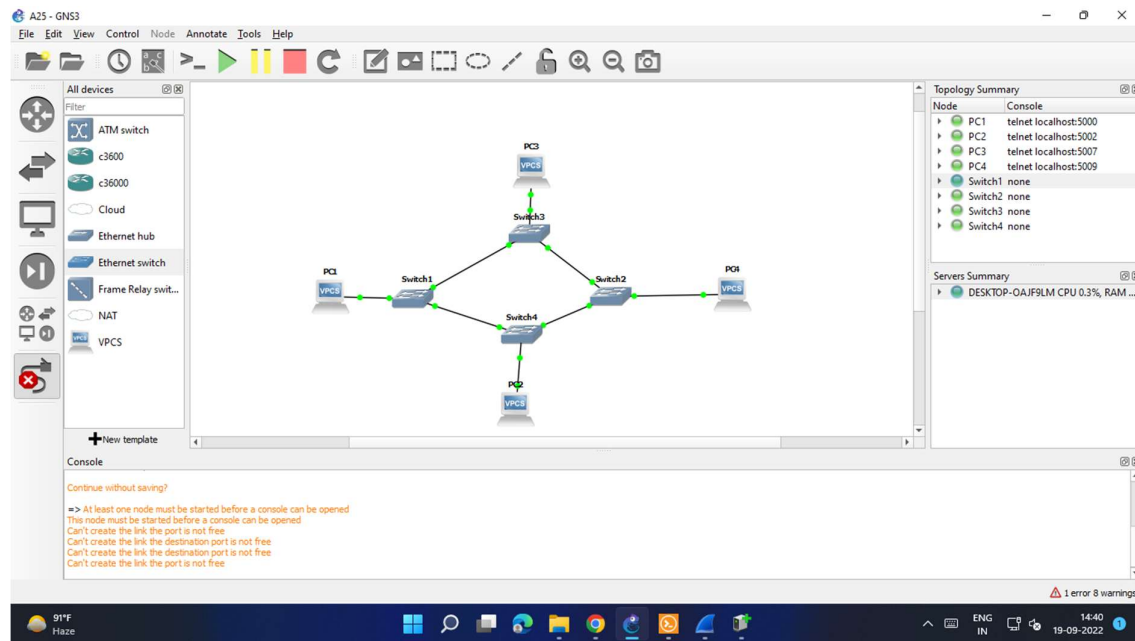 A25 - GNS3
File Edit View Control Node Annotate Tools Help
All devices
Filter
ATM switch
c3600
c36000
Cloud
Ethernet hub
Ethernet switch
Frame Relay swit...
NAT
VPCS
New template
PC3
VPCS
Switch3
PC1
VPCS
Switch1
Switch2
PC4
VPCS
Switch4
PC2
VPCS
Topology Summary
Node Console
PC1 telnet localhost:5000
PC2 telnet localhost:5002
PC3 telnet localhost:5007
PC4 telnet localhost:5009
Switch1 none
Switch2 none
Switch3 none
Switch4 none
Servers Summary
DESKTOP-OAJF9LM CPU 0.3%, RAM ...
Console
Continue without saving?
=> At least one node must be started before a console can be opened
This node must be started before a console can be opened
Can't create the link the port is not free
Can't create the link the destination port is not free
Can't create the link the destination port is not free
Can't create the link the port is not free
1 error 8 warnings
91°F
Haze
ENG
IN
14:40
19-09-2022
1